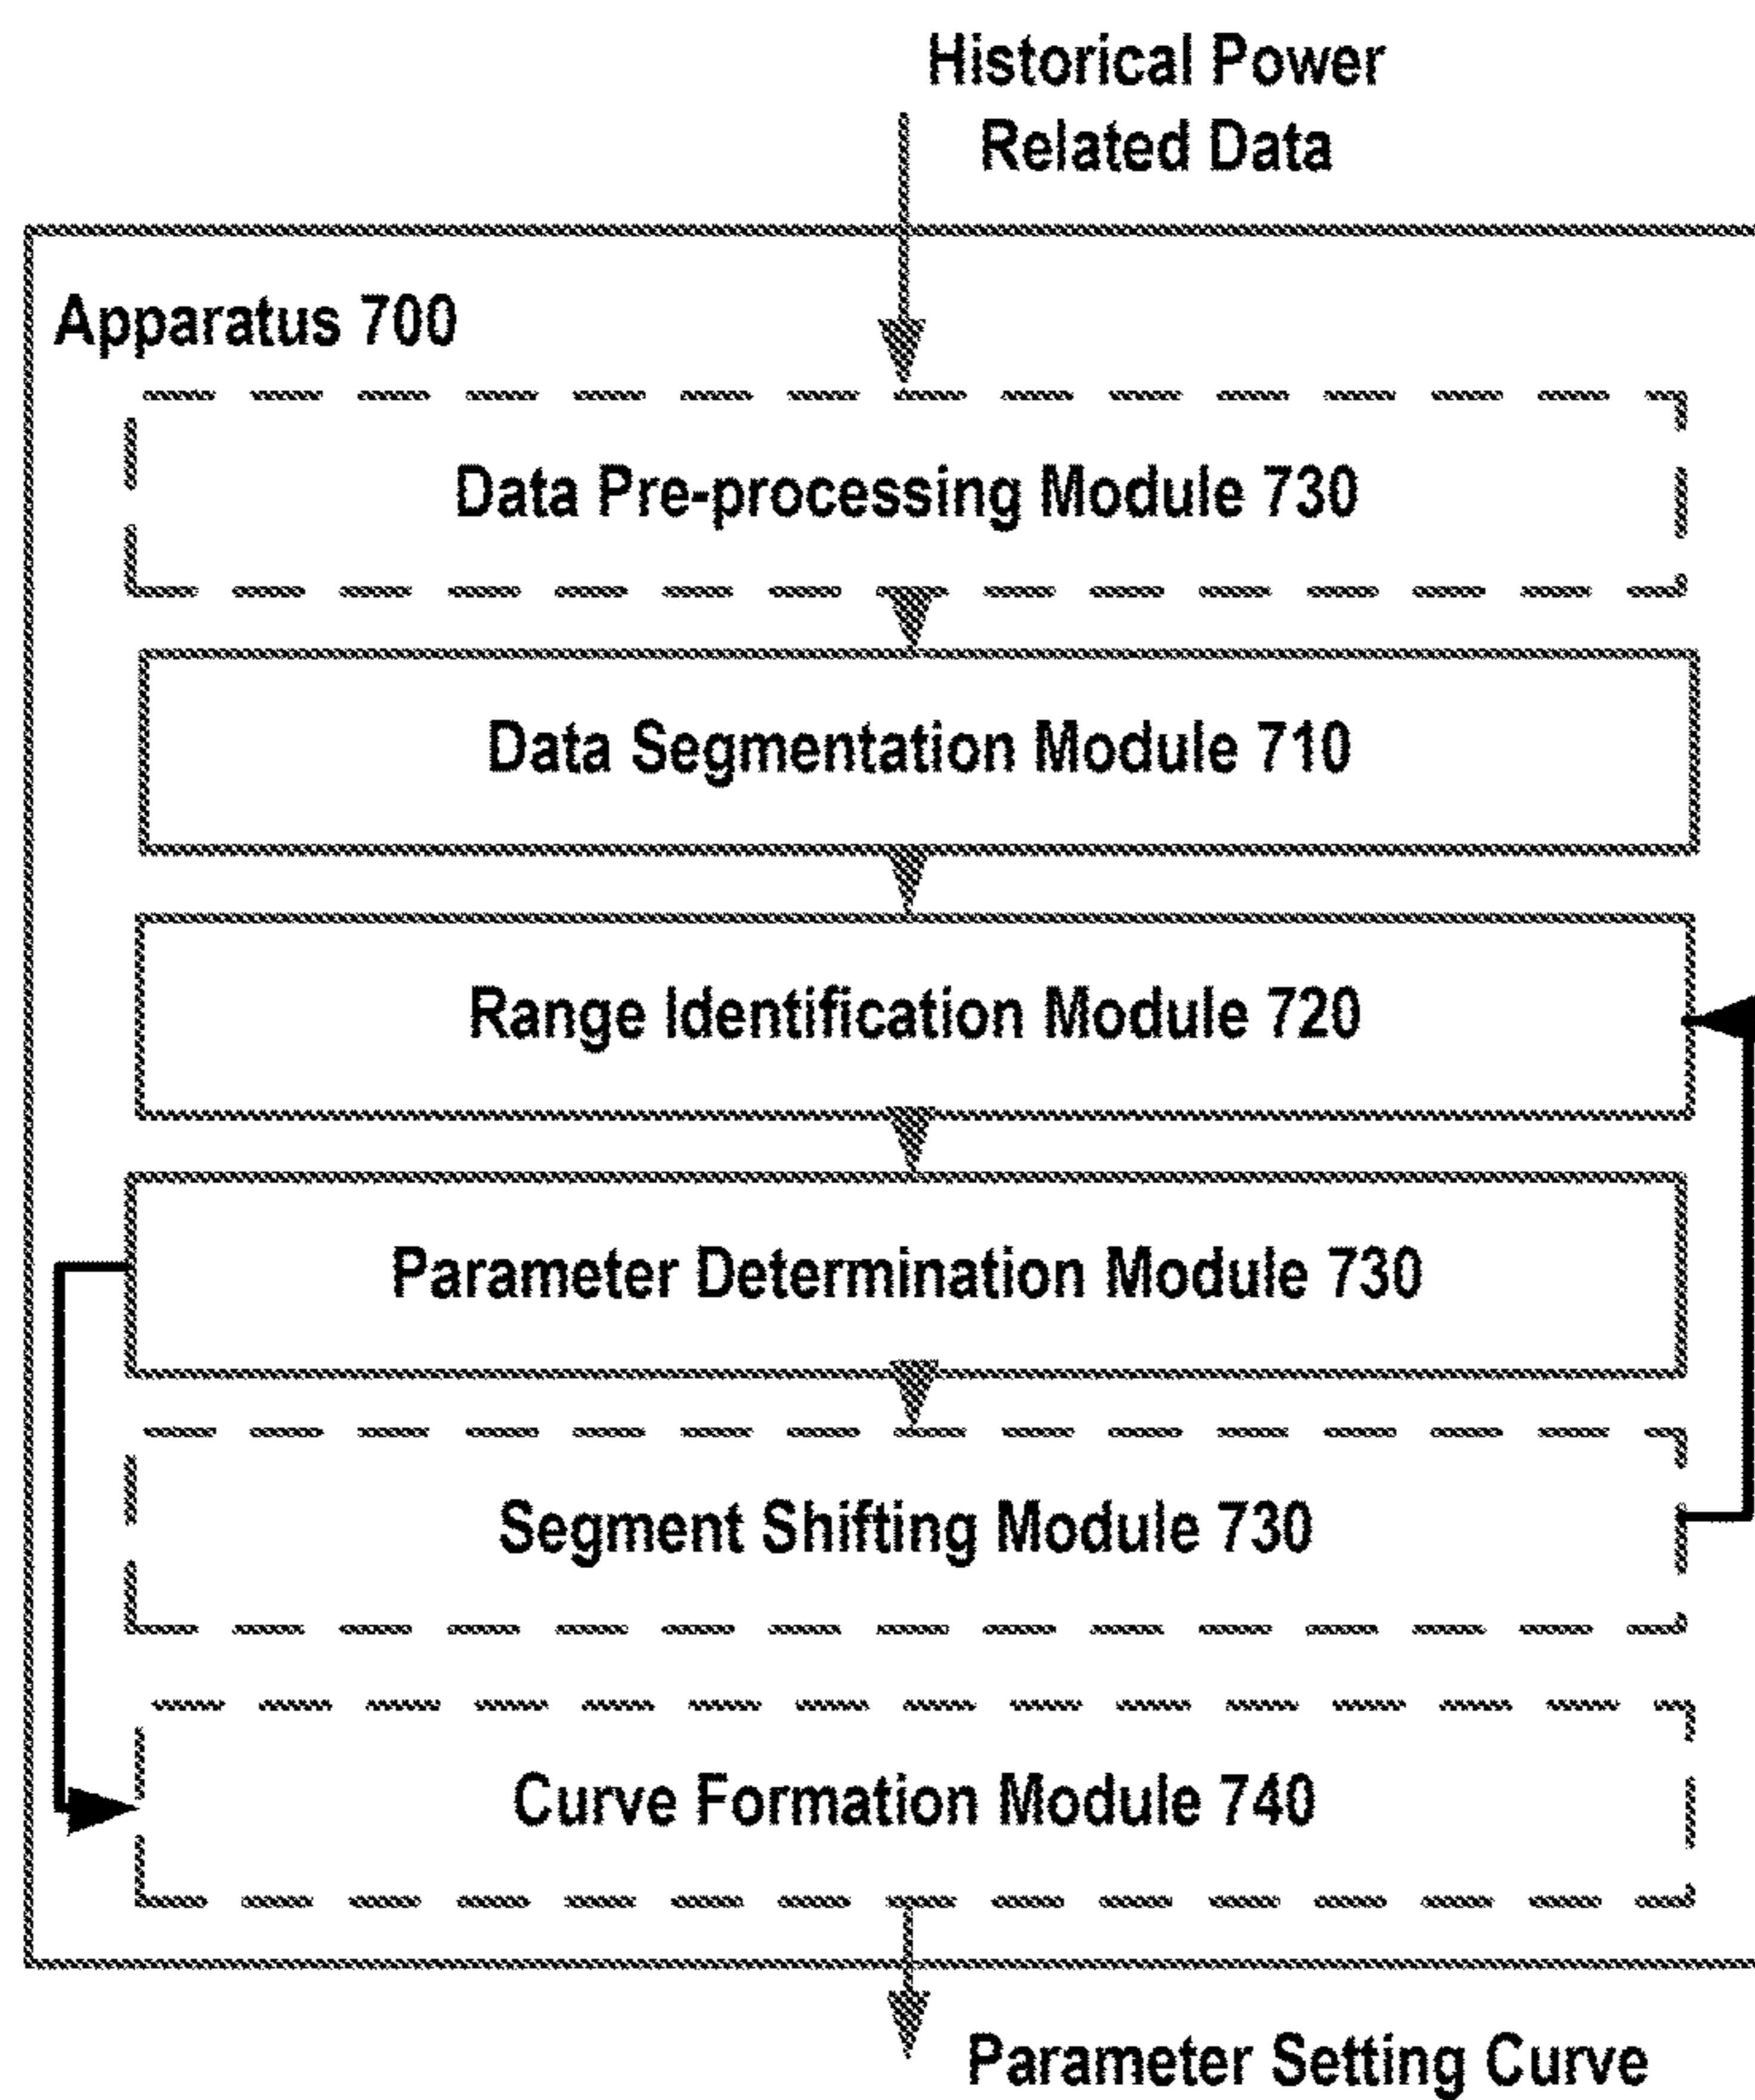 Historical Power
Related Data
Apparatus 700
Data Pre-processing Module 730
Data Segmentation Module 710
Range Identification Module 720
Parameter Determination Module 730
Segment Shifting Module 730
Curve Formation Module 740
Parameter Setting Curve